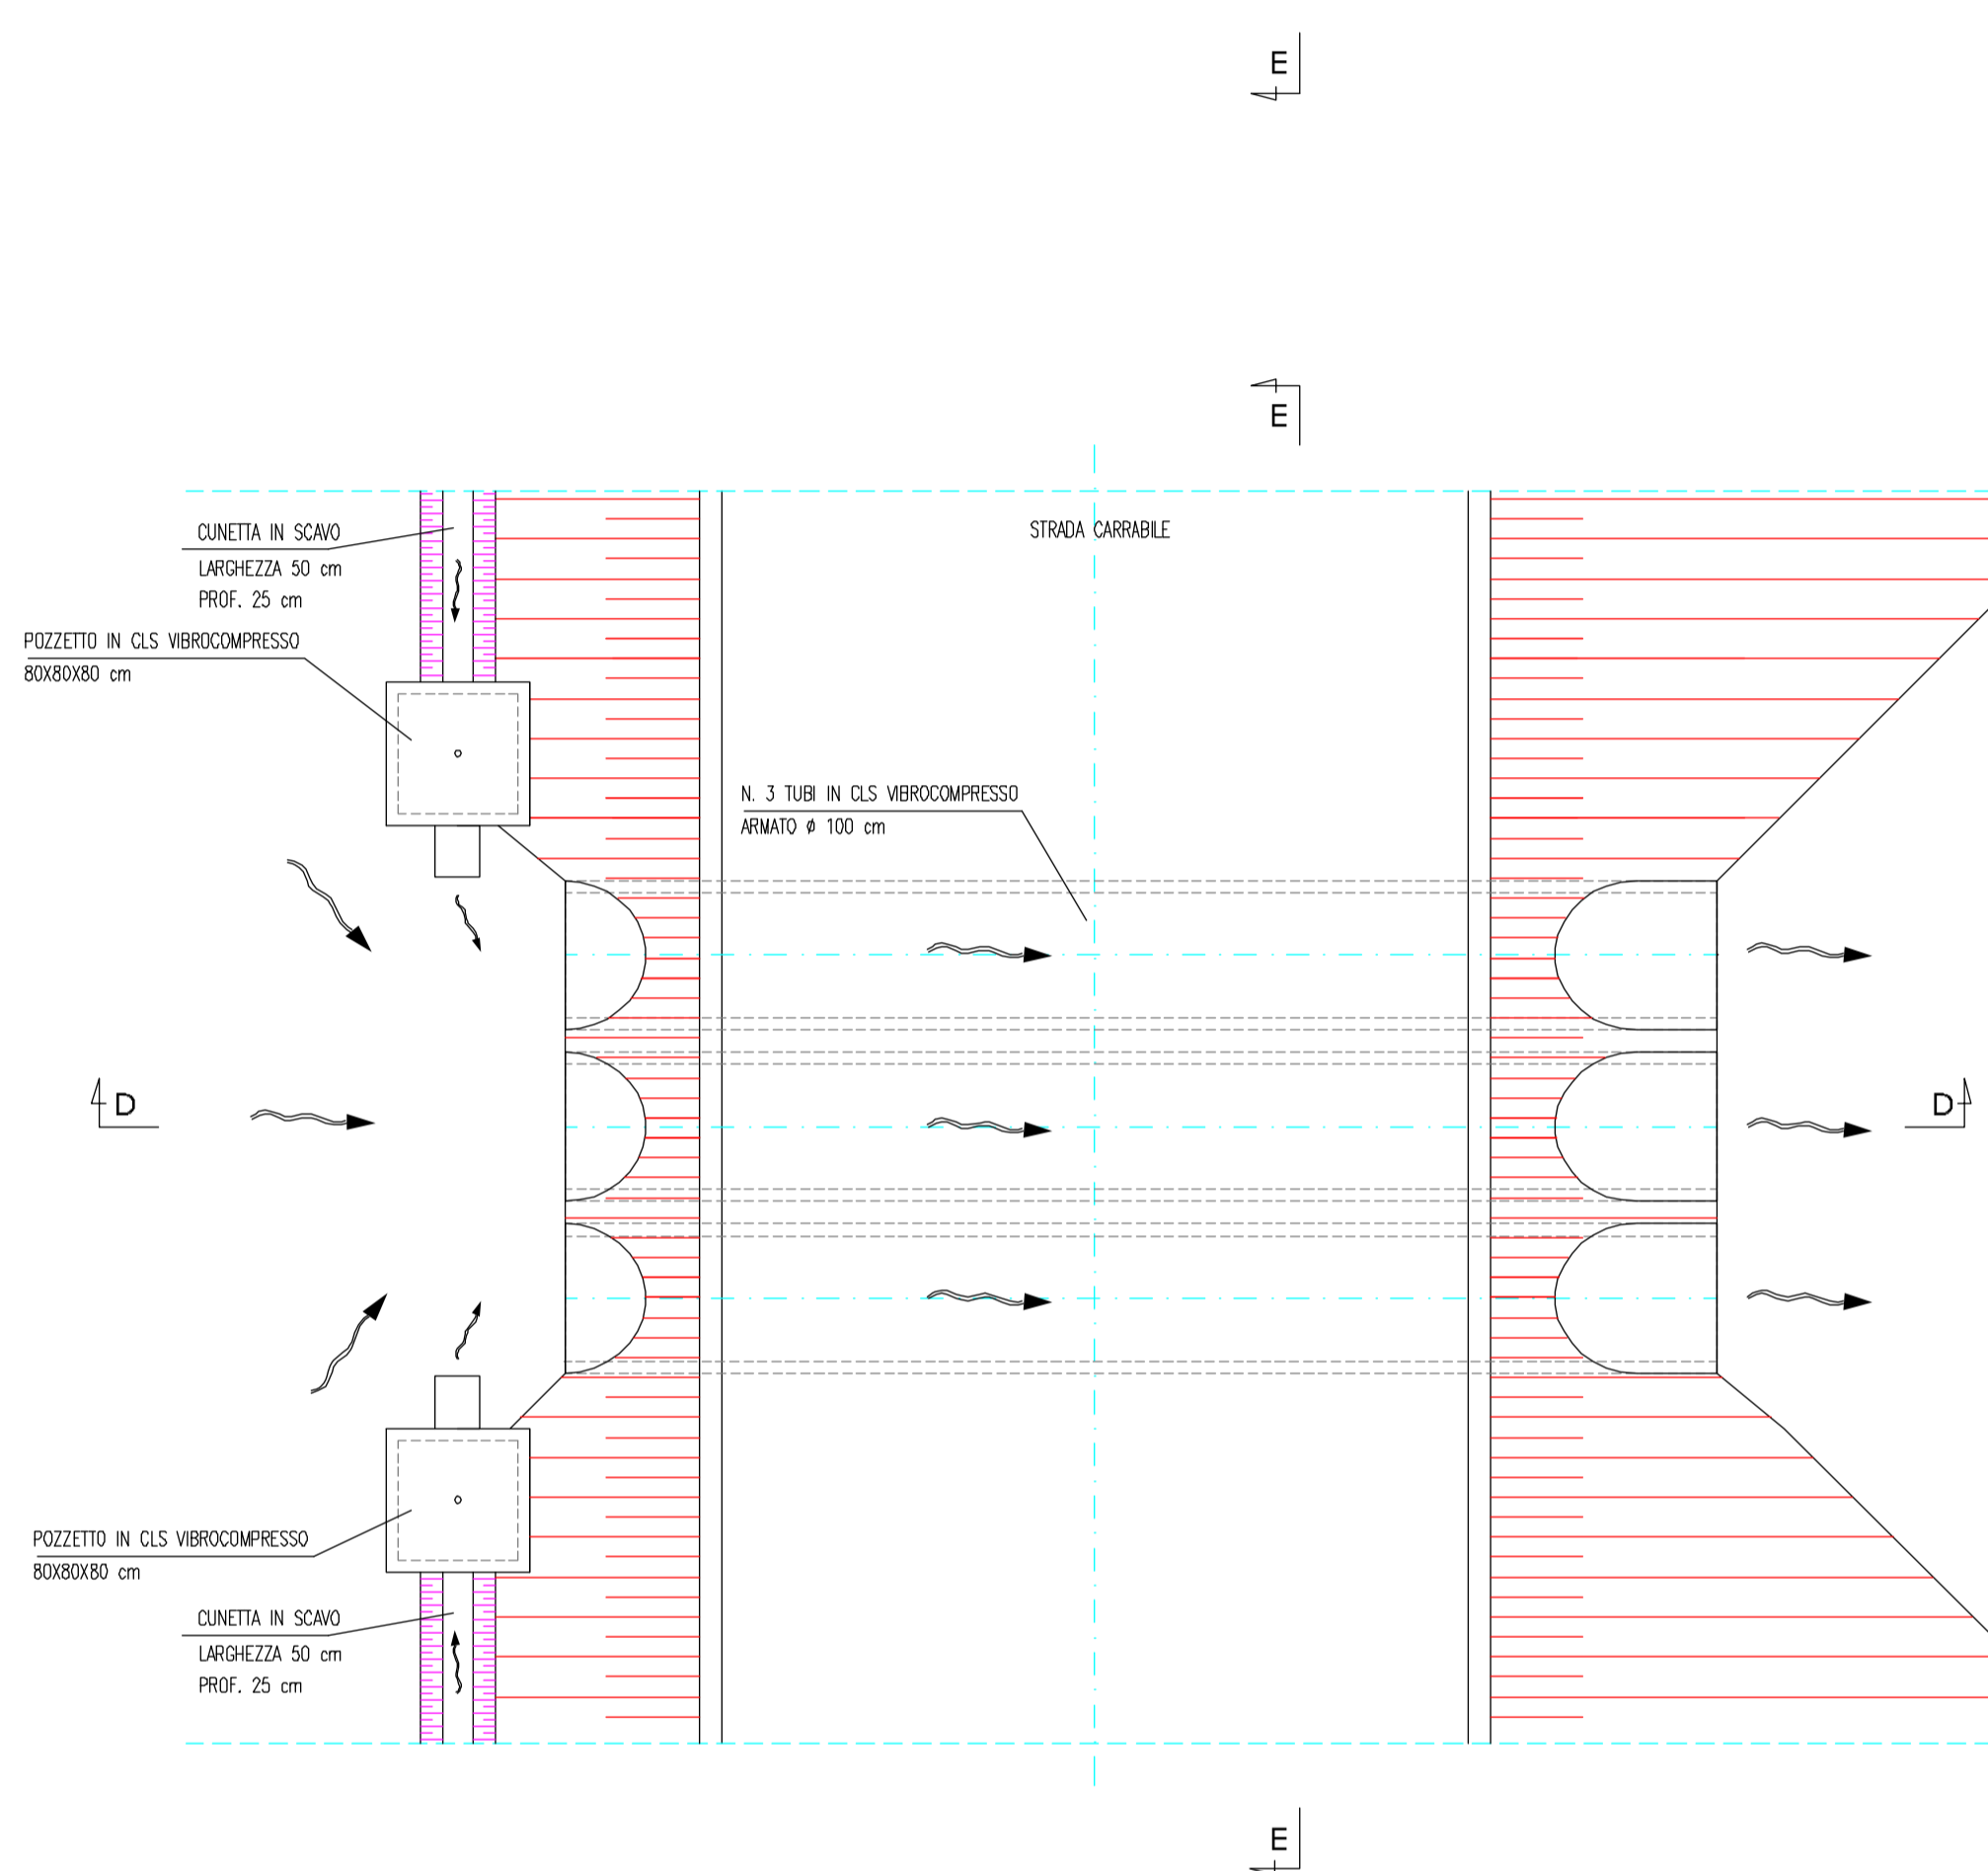 E
E
CUNETTA IN SCAVO
LARGHEZZA 50 cm
PROF. 25 cm
STRADA CARRABILE
POZZETTO IN CLS VIBROCOMPRESSO
80X80X80 cm
N. 3 TUBI IN CLS VIBROCOMPRESSO
ARMATO Ø 100 cm
D
D
POZZETTO IN CLS VIBROCOMPRESSO
80X80X80 cm
CUNETTA IN SCAVO
LARGHEZZA 50 cm
PROF. 25 cm
E